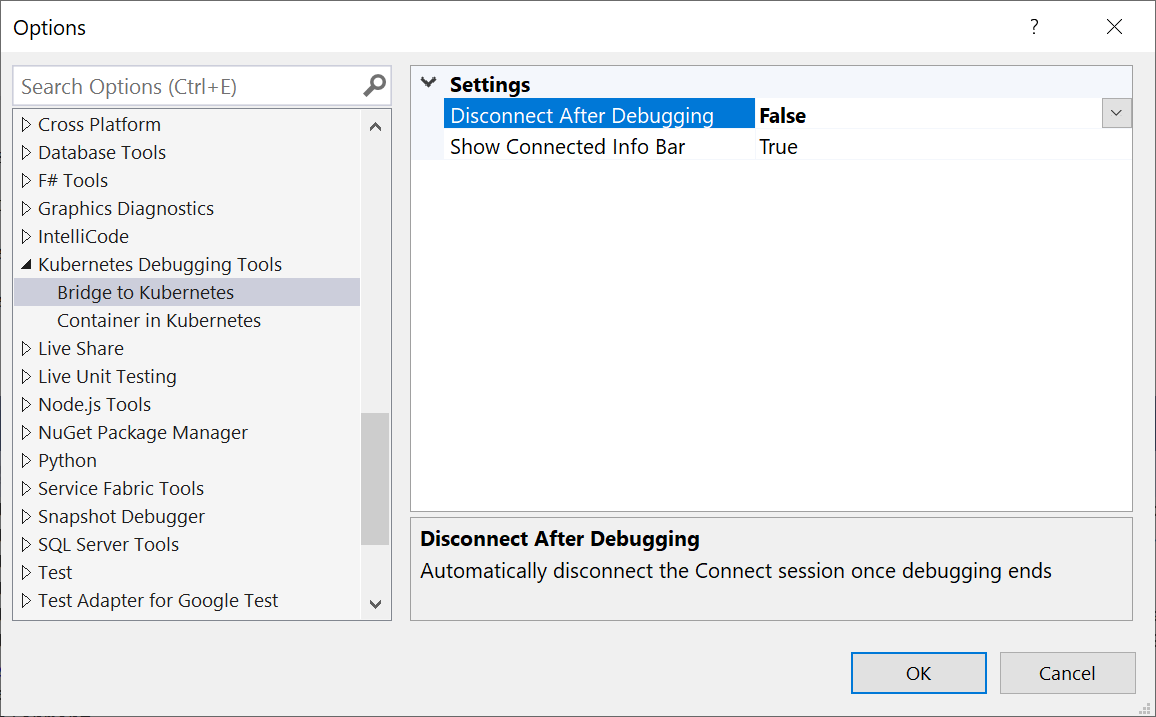 Options
?
Search Options (Ctrl+E)
Cross Platform
Database Tools
F# Tools
Graphics Diagnostics
IntelliCode
Kubernetes Debugging Tools
Bridge to Kubernetes
Container in Kubernetes
Live Share
Live Unit Testing
Node.js Tools
NuGet Package Manager
Python
Service Fabric Tools
Snapshot Debugger
SQL Server Tools
Test
Test Adapter for Google Test
Settings
Disconnect After Debugging False
Show Connected Info Bar True
Disconnect After Debugging
Automatically disconnect the Connect session once debugging ends
OK Cancel